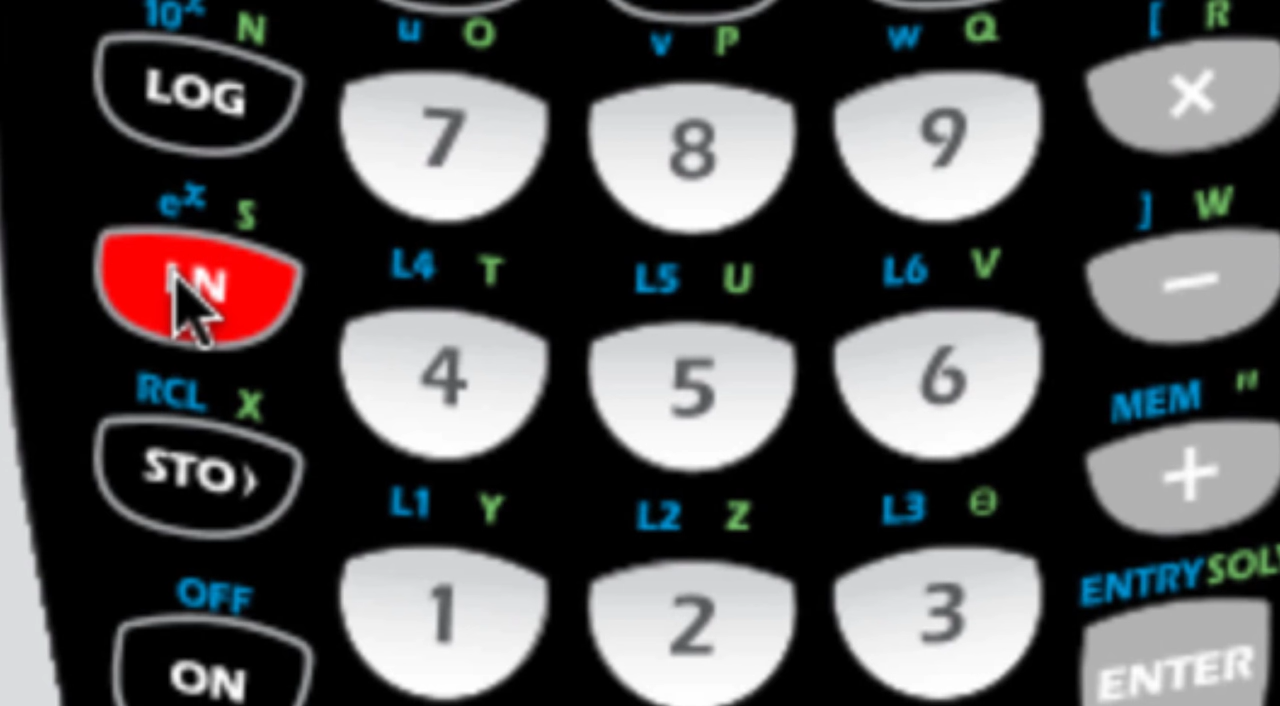 10ˣ N u O v P w Q [ R
LOG 7 8 9 ×
eˣ S L4 T L5 U L6 V ] W
LN 4 5 6 −
RCL X L1 Y L2 Z L3 θ MEM "
STO› 1 2 3 +
OFF ENTRY
ON ENTER